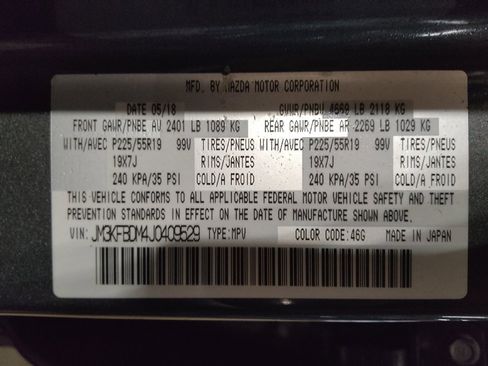 MFD. BY MAZDA MOTOR CORPORATION
DATE 05/18 GVWR/PNBV 4669 LB 2118 KG
FRONT GAWR/PNBE AV 2401 LB 1089 KG REAR GAWR/PNBE AR 2269 LB 1029 KG
WITH/AVEC P225/55R19 99V TIRES/PNEUS WITH/AVEC P225/55R19 99V TIRES/PNEUS
19X7J RIMS/JANTES 19X7J RIMS/JANTES
240 KPA/35 PSI COLD/A FROID 240 KPA/35 PSI COLD/A FROID
THIS VEHICLE CONFORMS TO ALL APPLICABLE FEDERAL MOTOR VEHICLE SAFETY AND THEFT
PREVENTION STANDARDS IN EFFECT ON THE DATE OF MANUFACTURE SHOWN ABOVE.
VIN: JM3KFBDM4J0409529 TYPE: MPV COLOR CODE: 46G MADE IN JAPAN